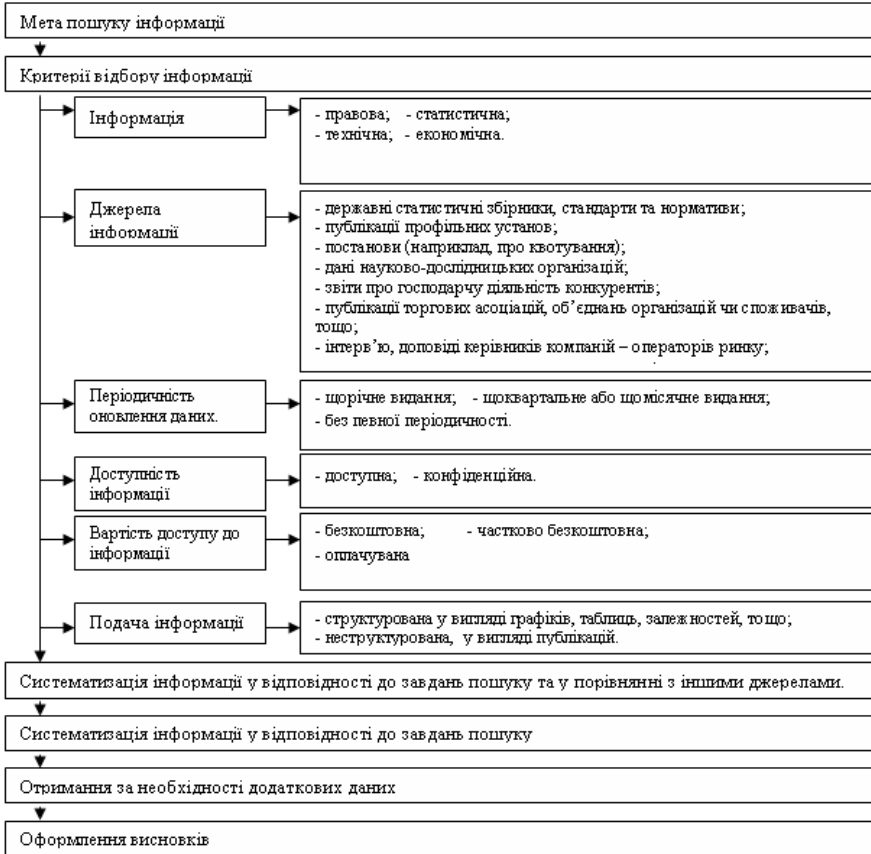 Мета пошуку інформації
Критерії відбору інформації
Інформація
- правова; - статистична;
- технічна; - економічна.
Джерела
інформації
- державні статистичні збірники, стандарти та нормативи;
- публікації профільних установ;
- постанови (наприклад, про квотування);
- дані науково-дослідницьких організацій;
- звіти про господарчу діяльність конкурентів;
- публікації торгових асоціацій, об’єднань організацій чи споживачів,
тощо;
- інтерв’ю, доповіді керівників компаній – операторів ринку;
Періодичність
оновлення даних.
- щорічне видання; - щоквартальне або щомісячне видання;
- без певної періодичності.
Доступність
інформації
- доступна; - конфіденційна.
Вартість доступу до
інформації
- безкоштовна; - частково безкоштовна;
- оплачувана
Подача інформації
- структурована у вигляді графіків, таблиць, залежностей, тощо;
- неструктурована, у вигляді публікацій.
Систематизація інформації у відповідності до завдань пошуку та у порівнянні з іншими джерелами.
Систематизація інформації у відповідності до завдань пошуку
Отримання за необхідності додаткових даних
Оформлення висновків